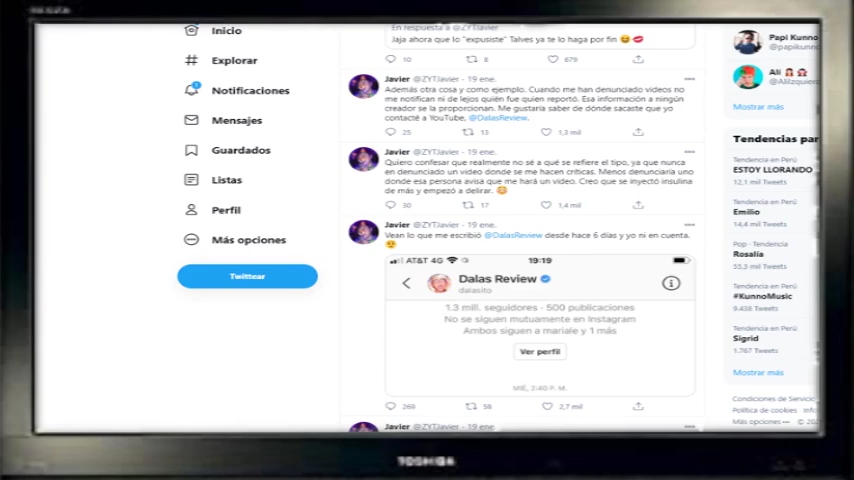 Inicio
Explorar
Notificaciones
Mensajes
Guardados
Listas
Perfil
Más opciones
Twittear
En respuesta a @ZYTJavier
Jaja ahora que lo "expusiste" Talves ya te lo haga por fin 😆💋
10 8 679
Javier @ZYTJavier · 19 ene.
Además otra cosa y como ejemplo. Cuando me han denunciado videos no
me notifican ni de lejos quién fue quien reportó. Esa información a ningún
creador se la proporcionan. Me gustaría saber de dónde sacaste que yo
contacté a YouTube, @DalasReview.
25 13 1,3 mil
Javier @ZYTJavier · 19 ene.
Quiero confesar que realmente no sé a qué se refiere el tipo, ya que nunca
en denunciado un video donde se me hacen críticas. Menos denunciaría uno
donde esa persona avisa que me hará un video. Creo que se inyectó insulina
de más y empezó a delirar. 😳
30 17 1,4 mil
Javier @ZYTJavier · 19 ene.
Vean lo que me escribió @DalasReview desde hace 6 días y yo ni en cuenta.
AT&T 4G 19:19
Dalas Review
dalasito
1.3 mill. seguidores · 500 publicaciones
No se siguen mutuamente en Instagram
Ambos siguen a mariale y 1 más
Ver perfil
MIÉ, 2:40 P. M.
269 58 2,7 mil
Javier @ZYTJavier · 19 ene
Papi Kunno
@papikunno
Ali
@Alilzquier
Mostrar más
Tendencias par
Tendencia en Perú
ESTOY LLORANDO
12,1 mil Tweets
Tendencia en Perú
Emilio
14,4 mil Tweets
Pop · Tendencia
Rosalía
53,3 mil Tweets
Tendencia en Perú
#KunnoMusic
9.438 Tweets
Tendencia en Perú
Sigrid
1.767 Tweets
Mostrar más
Condiciones de Servicio
Política de cookies Info
Más opciones ··· © 202
TOSHIBA